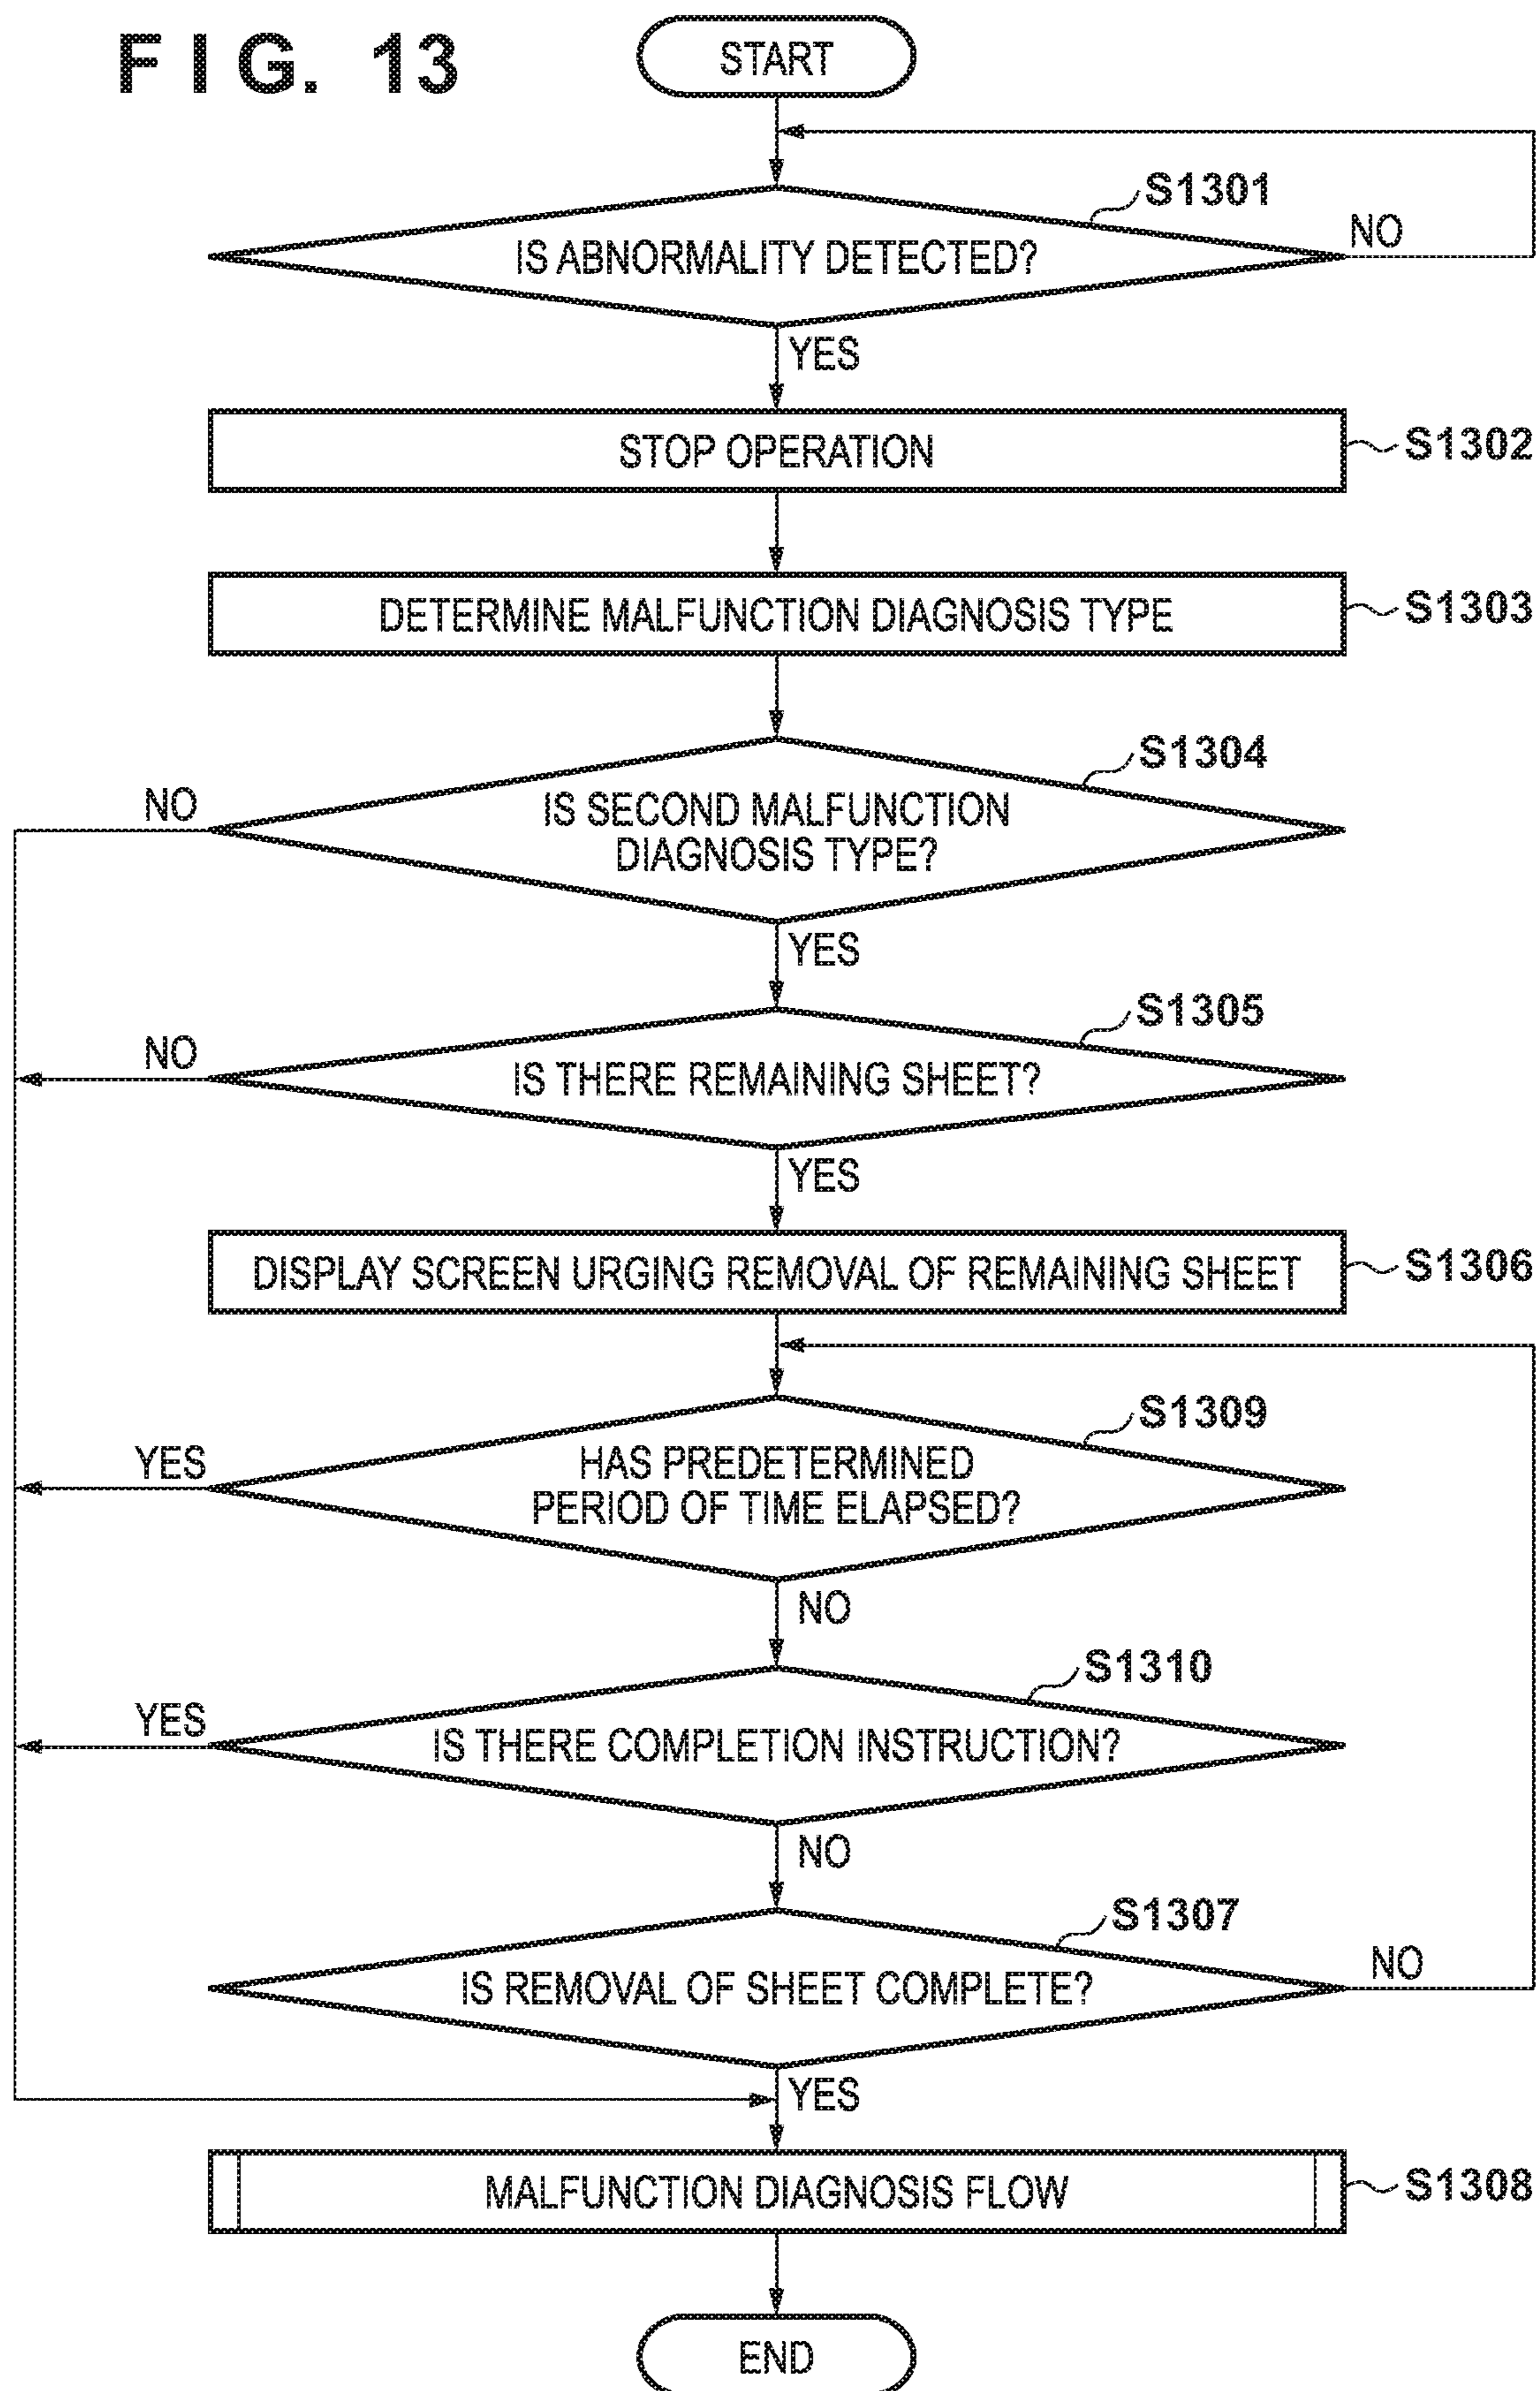 FIG. 13
START
S1301
IS ABNORMALITY DETECTED?
NO
YES
STOP OPERATION
S1302
DETERMINE MALFUNCTION DIAGNOSIS TYPE
S1303
S1304
NO
IS SECOND MALFUNCTION
DIAGNOSIS TYPE?
YES
S1305
NO
IS THERE REMAINING SHEET?
YES
DISPLAY SCREEN URGING REMOVAL OF REMAINING SHEET
S1306
S1309
YES
HAS PREDETERMINED
PERIOD OF TIME ELAPSED?
NO
S1310
YES
IS THERE COMPLETION INSTRUCTION?
NO
S1307
IS REMOVAL OF SHEET COMPLETE?
NO
YES
MALFUNCTION DIAGNOSIS FLOW
S1308
END